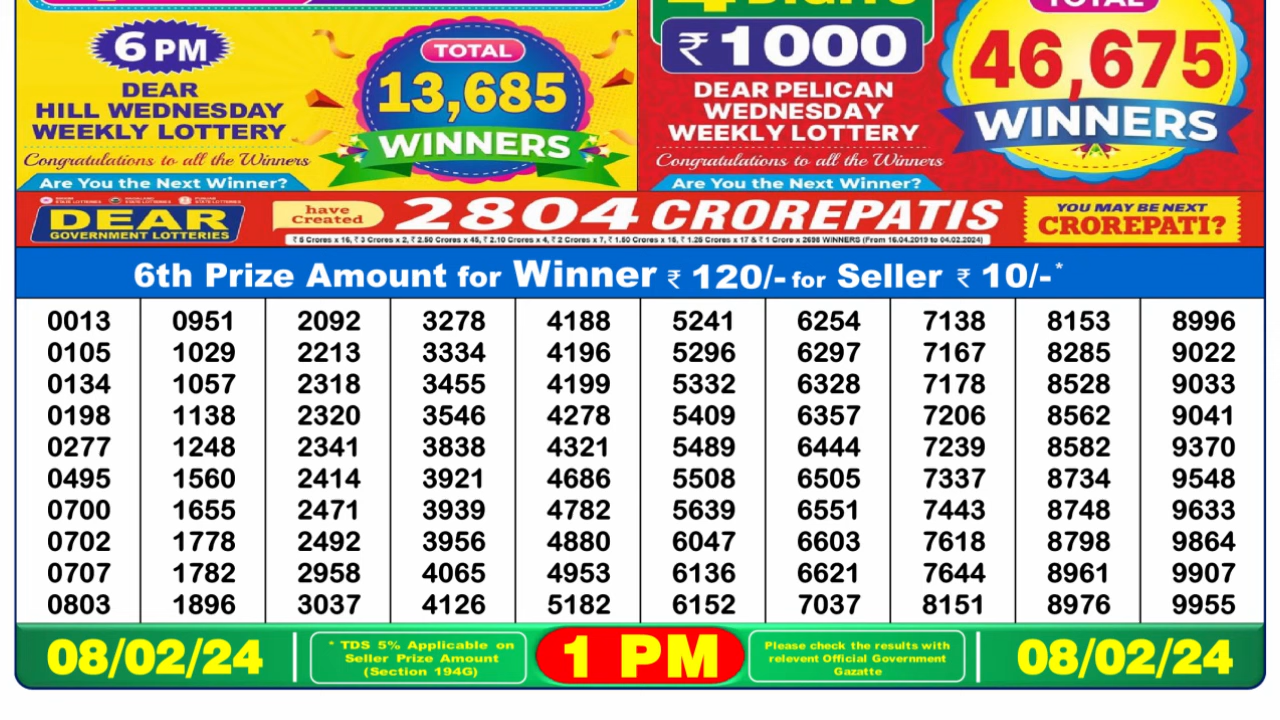 6 PM
DEAR
HILL WEDNESDAY
WEEKLY LOTTERY
Congratulations to all the Winners
Are You the Next Winner?
TOTAL
13,685
WINNERS
₹ 1000
DEAR PELICAN
WEDNESDAY
WEEKLY LOTTERY
Congratulations to all the Winners
Are You the Next Winner?
TOTAL
46,675
WINNERS
DEAR
GOVERNMENT LOTTERIES
have
Created
2804 CROREPATIS
YOU MAY BE NEXT
CROREPATI?
6th Prize Amount for Winner ₹ 120/- for Seller ₹ 10/-*
0013 0951 2092 3278 4188 5241 6254 7138 8153 8996
0105 1029 2213 3334 4196 5296 6297 7167 8285 9022
0134 1057 2318 3455 4199 5332 6328 7178 8528 9033
0198 1138 2320 3546 4278 5409 6357 7206 8562 9041
0277 1248 2341 3838 4321 5489 6444 7239 8582 9370
0495 1560 2414 3921 4686 5508 6505 7337 8734 9548
0700 1655 2471 3939 4782 5639 6551 7443 8748 9633
0702 1778 2492 3956 4880 6047 6603 7618 8798 9864
0707 1782 2958 4065 4953 6136 6621 7644 8961 9907
0803 1896 3037 4126 5182 6152 7037 8151 8976 9955
08/02/24
* TDS 5% Applicable on
Seller Prize Amount
(Section 194G)
1 PM
Please check the results with
relevent Official Government
Gazatte
08/02/24